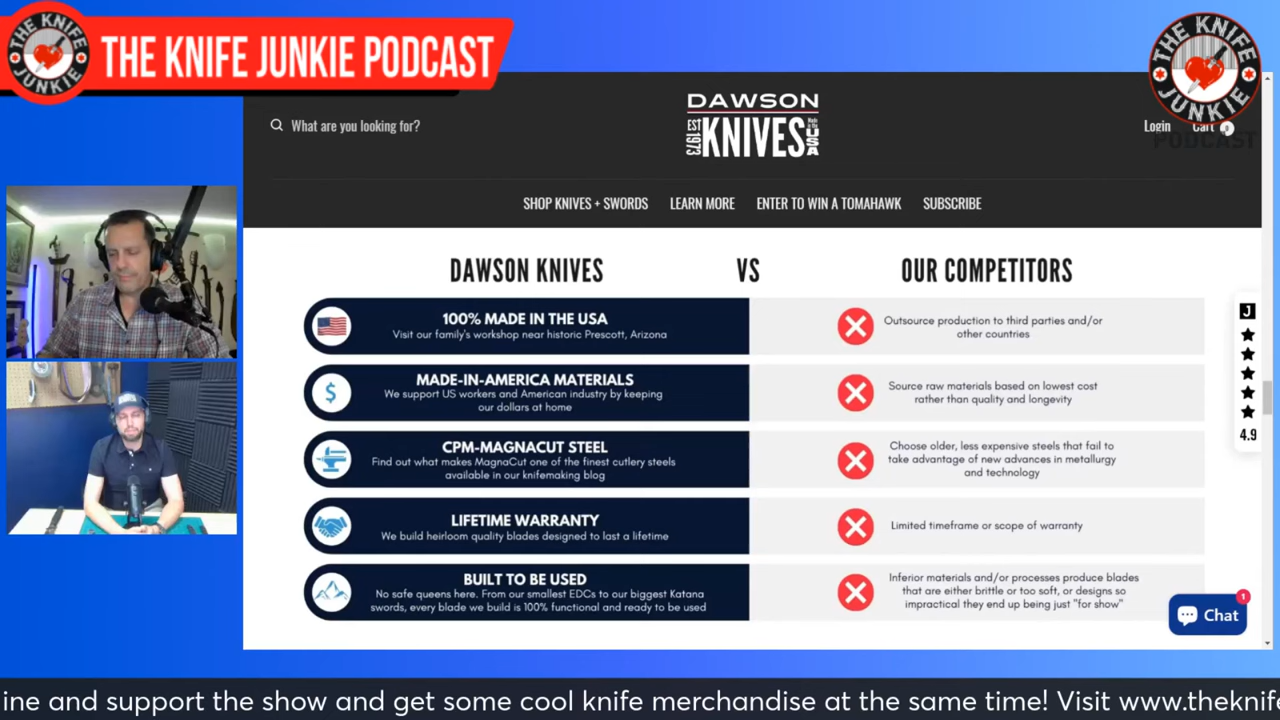 THE KNIFE JUNKIE PODCAST
THE KNIFE
JUNKIE
THE KNIFE
JUNKIE
PODCAST
What are you looking for?
DAWSON
EST 1973
KNIVES
Made in the USA
Login
Cart
SHOP KNIVES + SWORDS
LEARN MORE
ENTER TO WIN A TOMAHAWK
SUBSCRIBE
DAWSON KNIVES
VS
OUR COMPETITORS
100% MADE IN THE USA
Visit our family's workshop near historic Prescott, Arizona
Outsource production to third parties and/or
other countries
$
MADE-IN-AMERICA MATERIALS
We support US workers and American industry by keeping
our dollars at home
Source raw materials based on lowest cost
rather than quality and longevity
CPM-MAGNACUT STEEL
Find out what makes MagnaCut one of the finest cutlery steels
available in our knifemaking blog
Choose older, less expensive steels that fail to
take advantage of new advances in metallurgy
and technology
LIFETIME WARRANTY
We build heirloom quality blades designed to last a lifetime
Limited timeframe or scope of warranty
BUILT TO BE USED
No safe queens here. From our smallest EDCs to our biggest Katana
swords, every blade we build is 100% functional and ready to be used
Inferior materials and/or processes produce blades
that are either brittle or too soft, or designs so
impractical they end up being just "for show"
J
4.9
Chat
1
ine and support the show and get some cool knife merchandise at the same time! Visit www.theknif